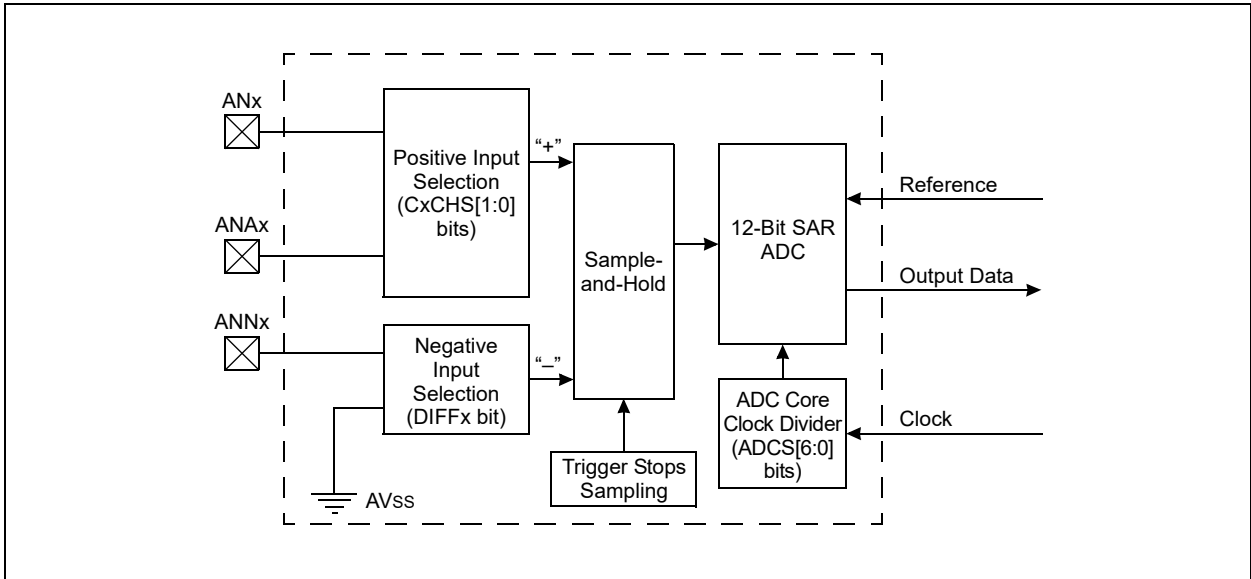 ANx
ANAx
ANNx
Positive Input
Selection
(CxCHS[1:0]
bits)
“+”
Negative
Input
Selection
(DIFFx bit)
“–”
AVSS
Sample-
and-Hold
Trigger Stops
Sampling
12-Bit SAR
ADC
ADC Core
Clock Divider
(ADCS[6:0]
bits)
Reference
Output Data
Clock